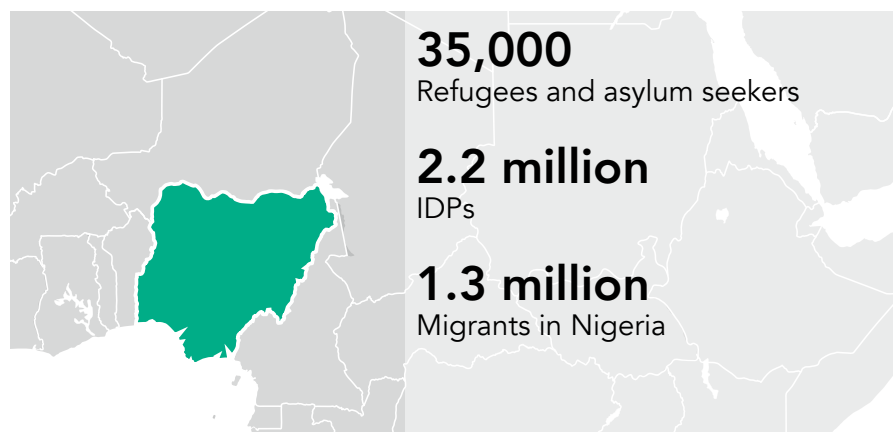 35,000
Refugees and asylum seekers
2.2 million
IDPs
1.3 million
Migrants in Nigeria